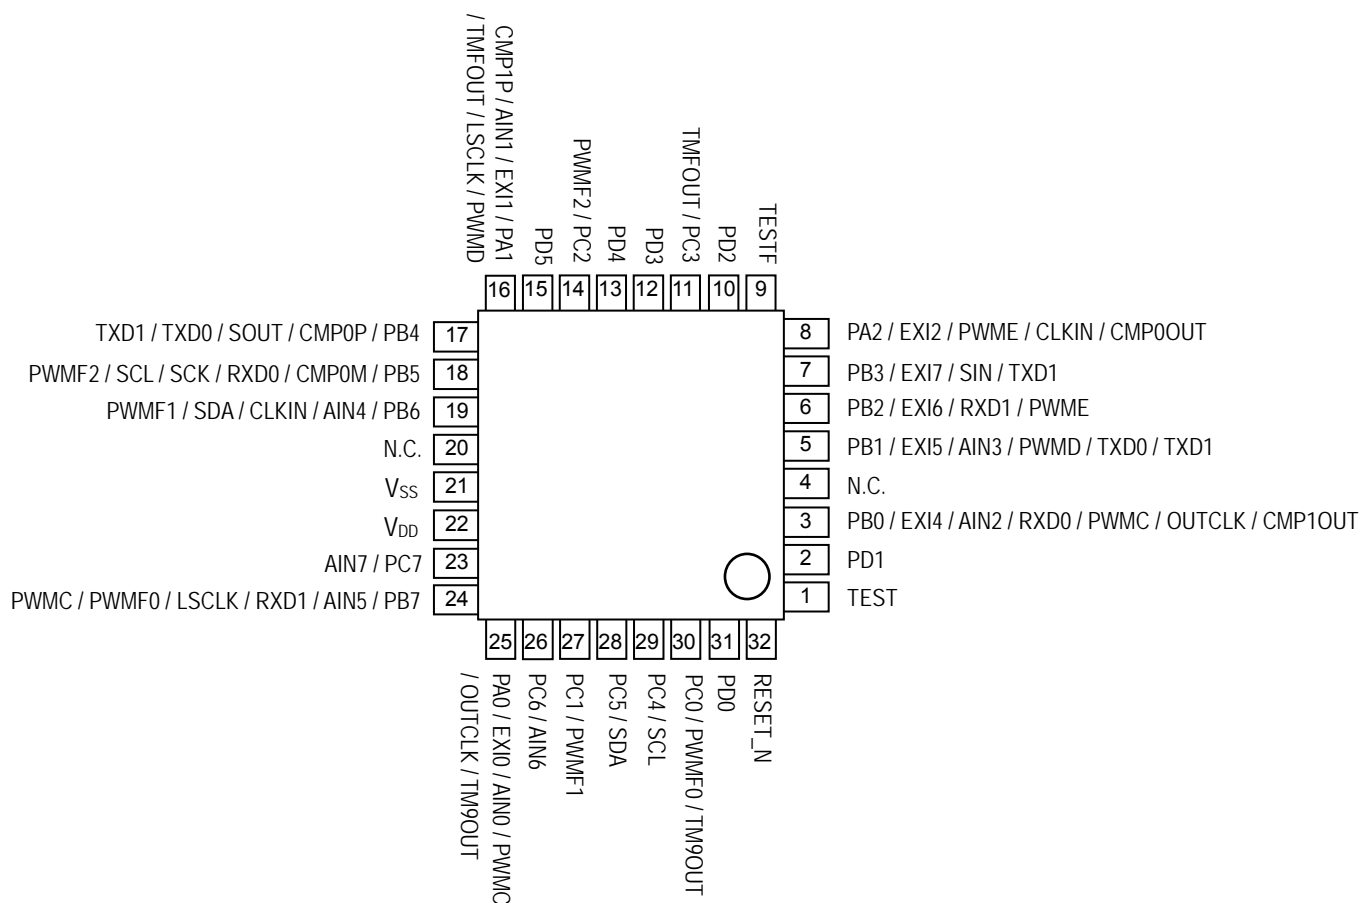 CMP1P / AIN1 / EXI1 / PA1
/ TMFOUT / LSCLK / PWMD
PD5
PWMF2 / PC2
PD4
PD3
TMFOUT / PC3
PD2
TESTF
16
15
14
13
12
11
10
9
TXD1 / TXD0 / SOUT / CMP0P / PB4
17
PWMF2 / SCL / SCK / RXD0 / CMP0M / PB5
18
PWMF1 / SDA / CLKIN / AIN4 / PB6
19
N.C.
20
VSS
21
VDD
22
AIN7 / PC7
23
PWMC / PWMF0 / LSCLK / RXD1 / AIN5 / PB7
24
8
PA2 / EXI2 / PWME / CLKIN / CMP0OUT
7
PB3 / EXI7 / SIN / TXD1
6
PB2 / EXI6 / RXD1 / PWME
5
PB1 / EXI5 / AIN3 / PWMD / TXD0 / TXD1
4
N.C.
3
PB0 / EXI4 / AIN2 / RXD0 / PWMC / OUTCLK / CMP1OUT
2
PD1
1
TEST
25
26
27
28
29
30
31
32
PA0 / EXI0 / AIN0 / PWMC
/ OUTCLK / TM9OUT
PC6 / AIN6
PC1 / PWMF1
PC5 / SDA
PC4 / SCL
PC0 / PWMF0 / TM9OUT
PD0
RESET_N